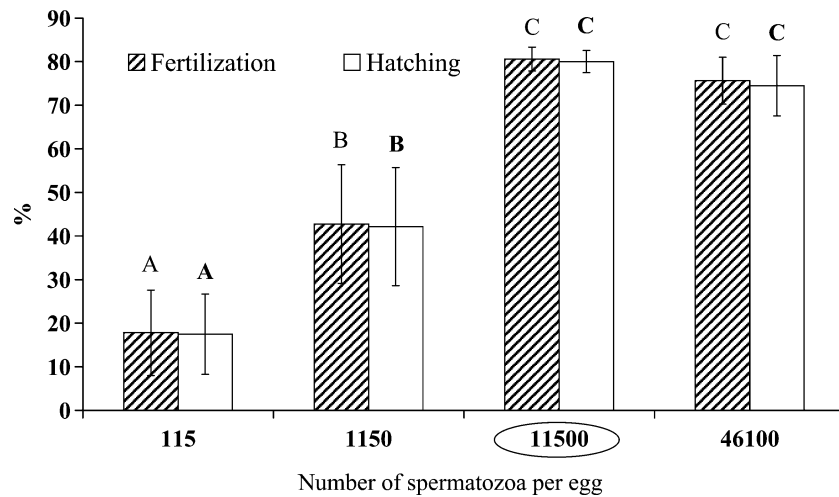 90
C C C C
80
Fertilization Hatching
70
60
B B
50
%
40
A A
30
20
10
0
115 1150 11500 46100
Number of spermatozoa per egg